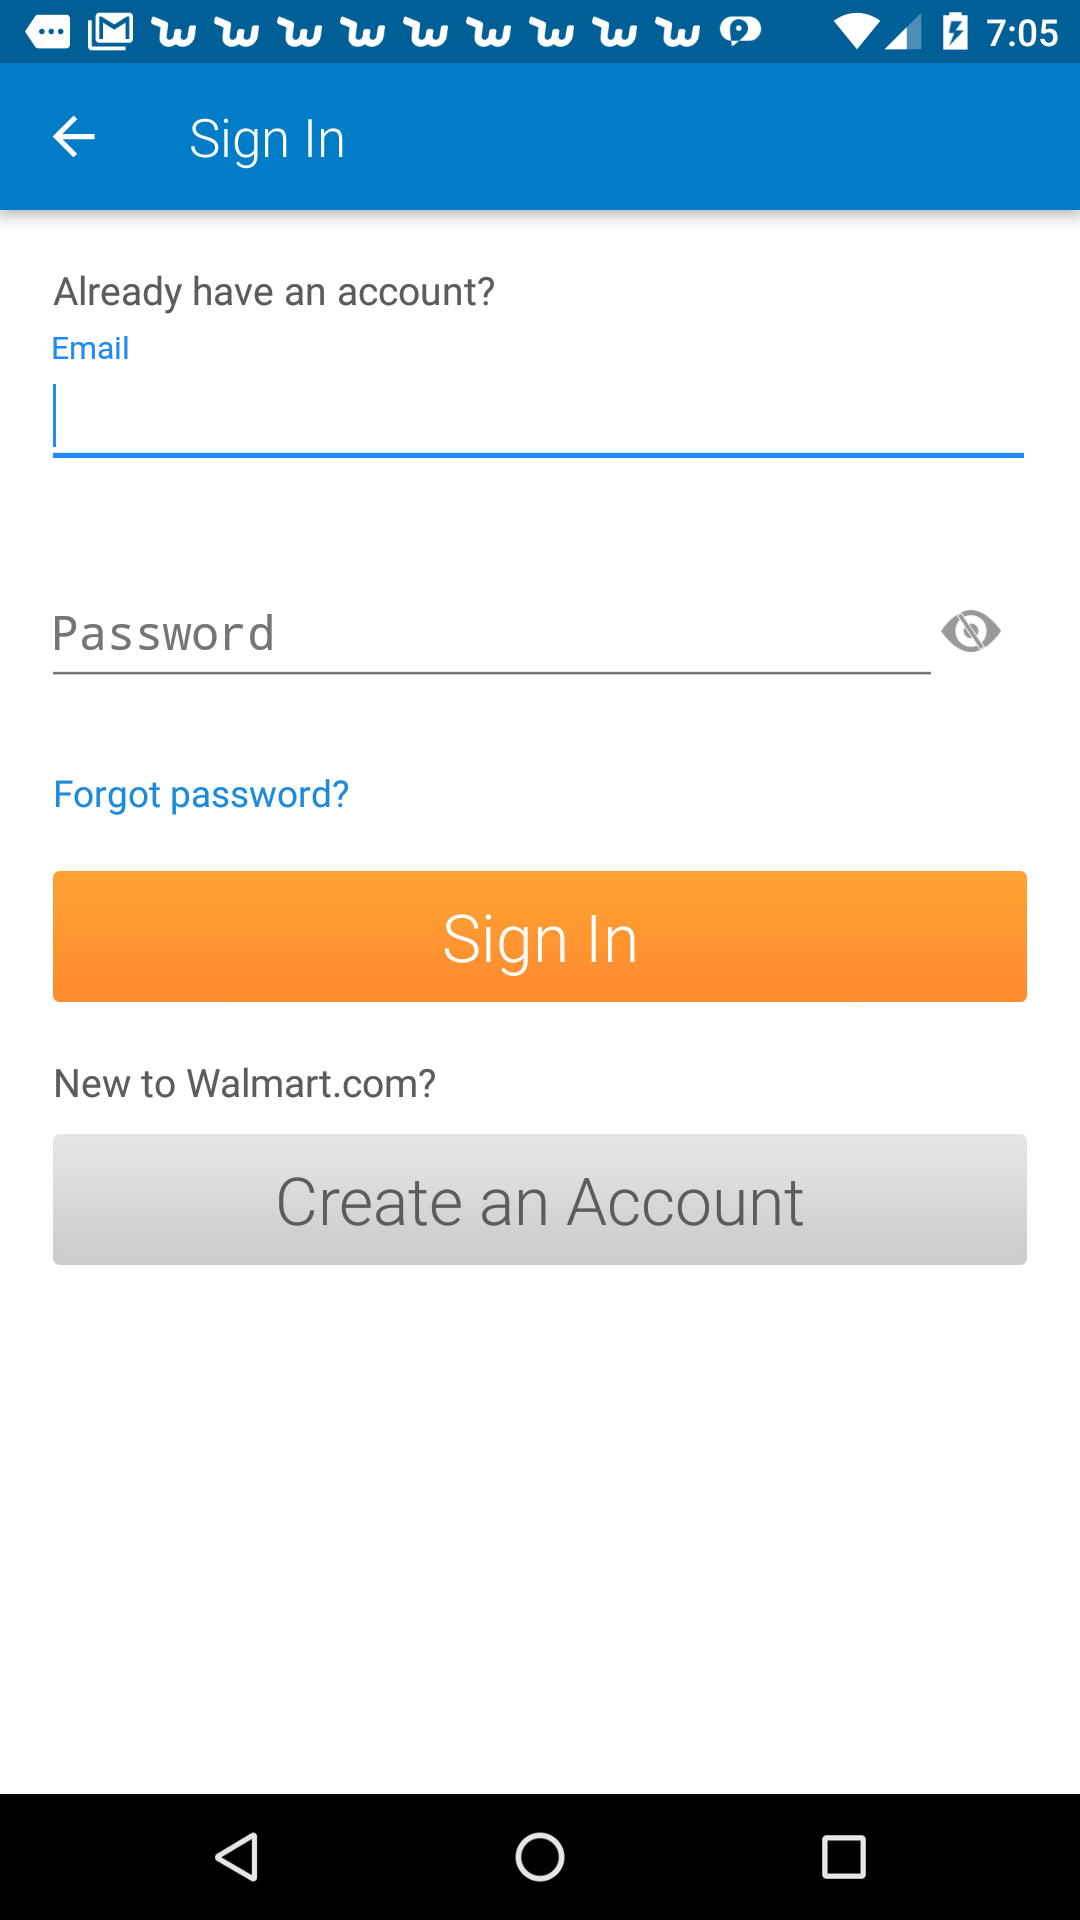 7:05
Sign In
Already have an account?
Email
Password
Forgot password?
Sign In
New to Walmart.com?
Create an Account